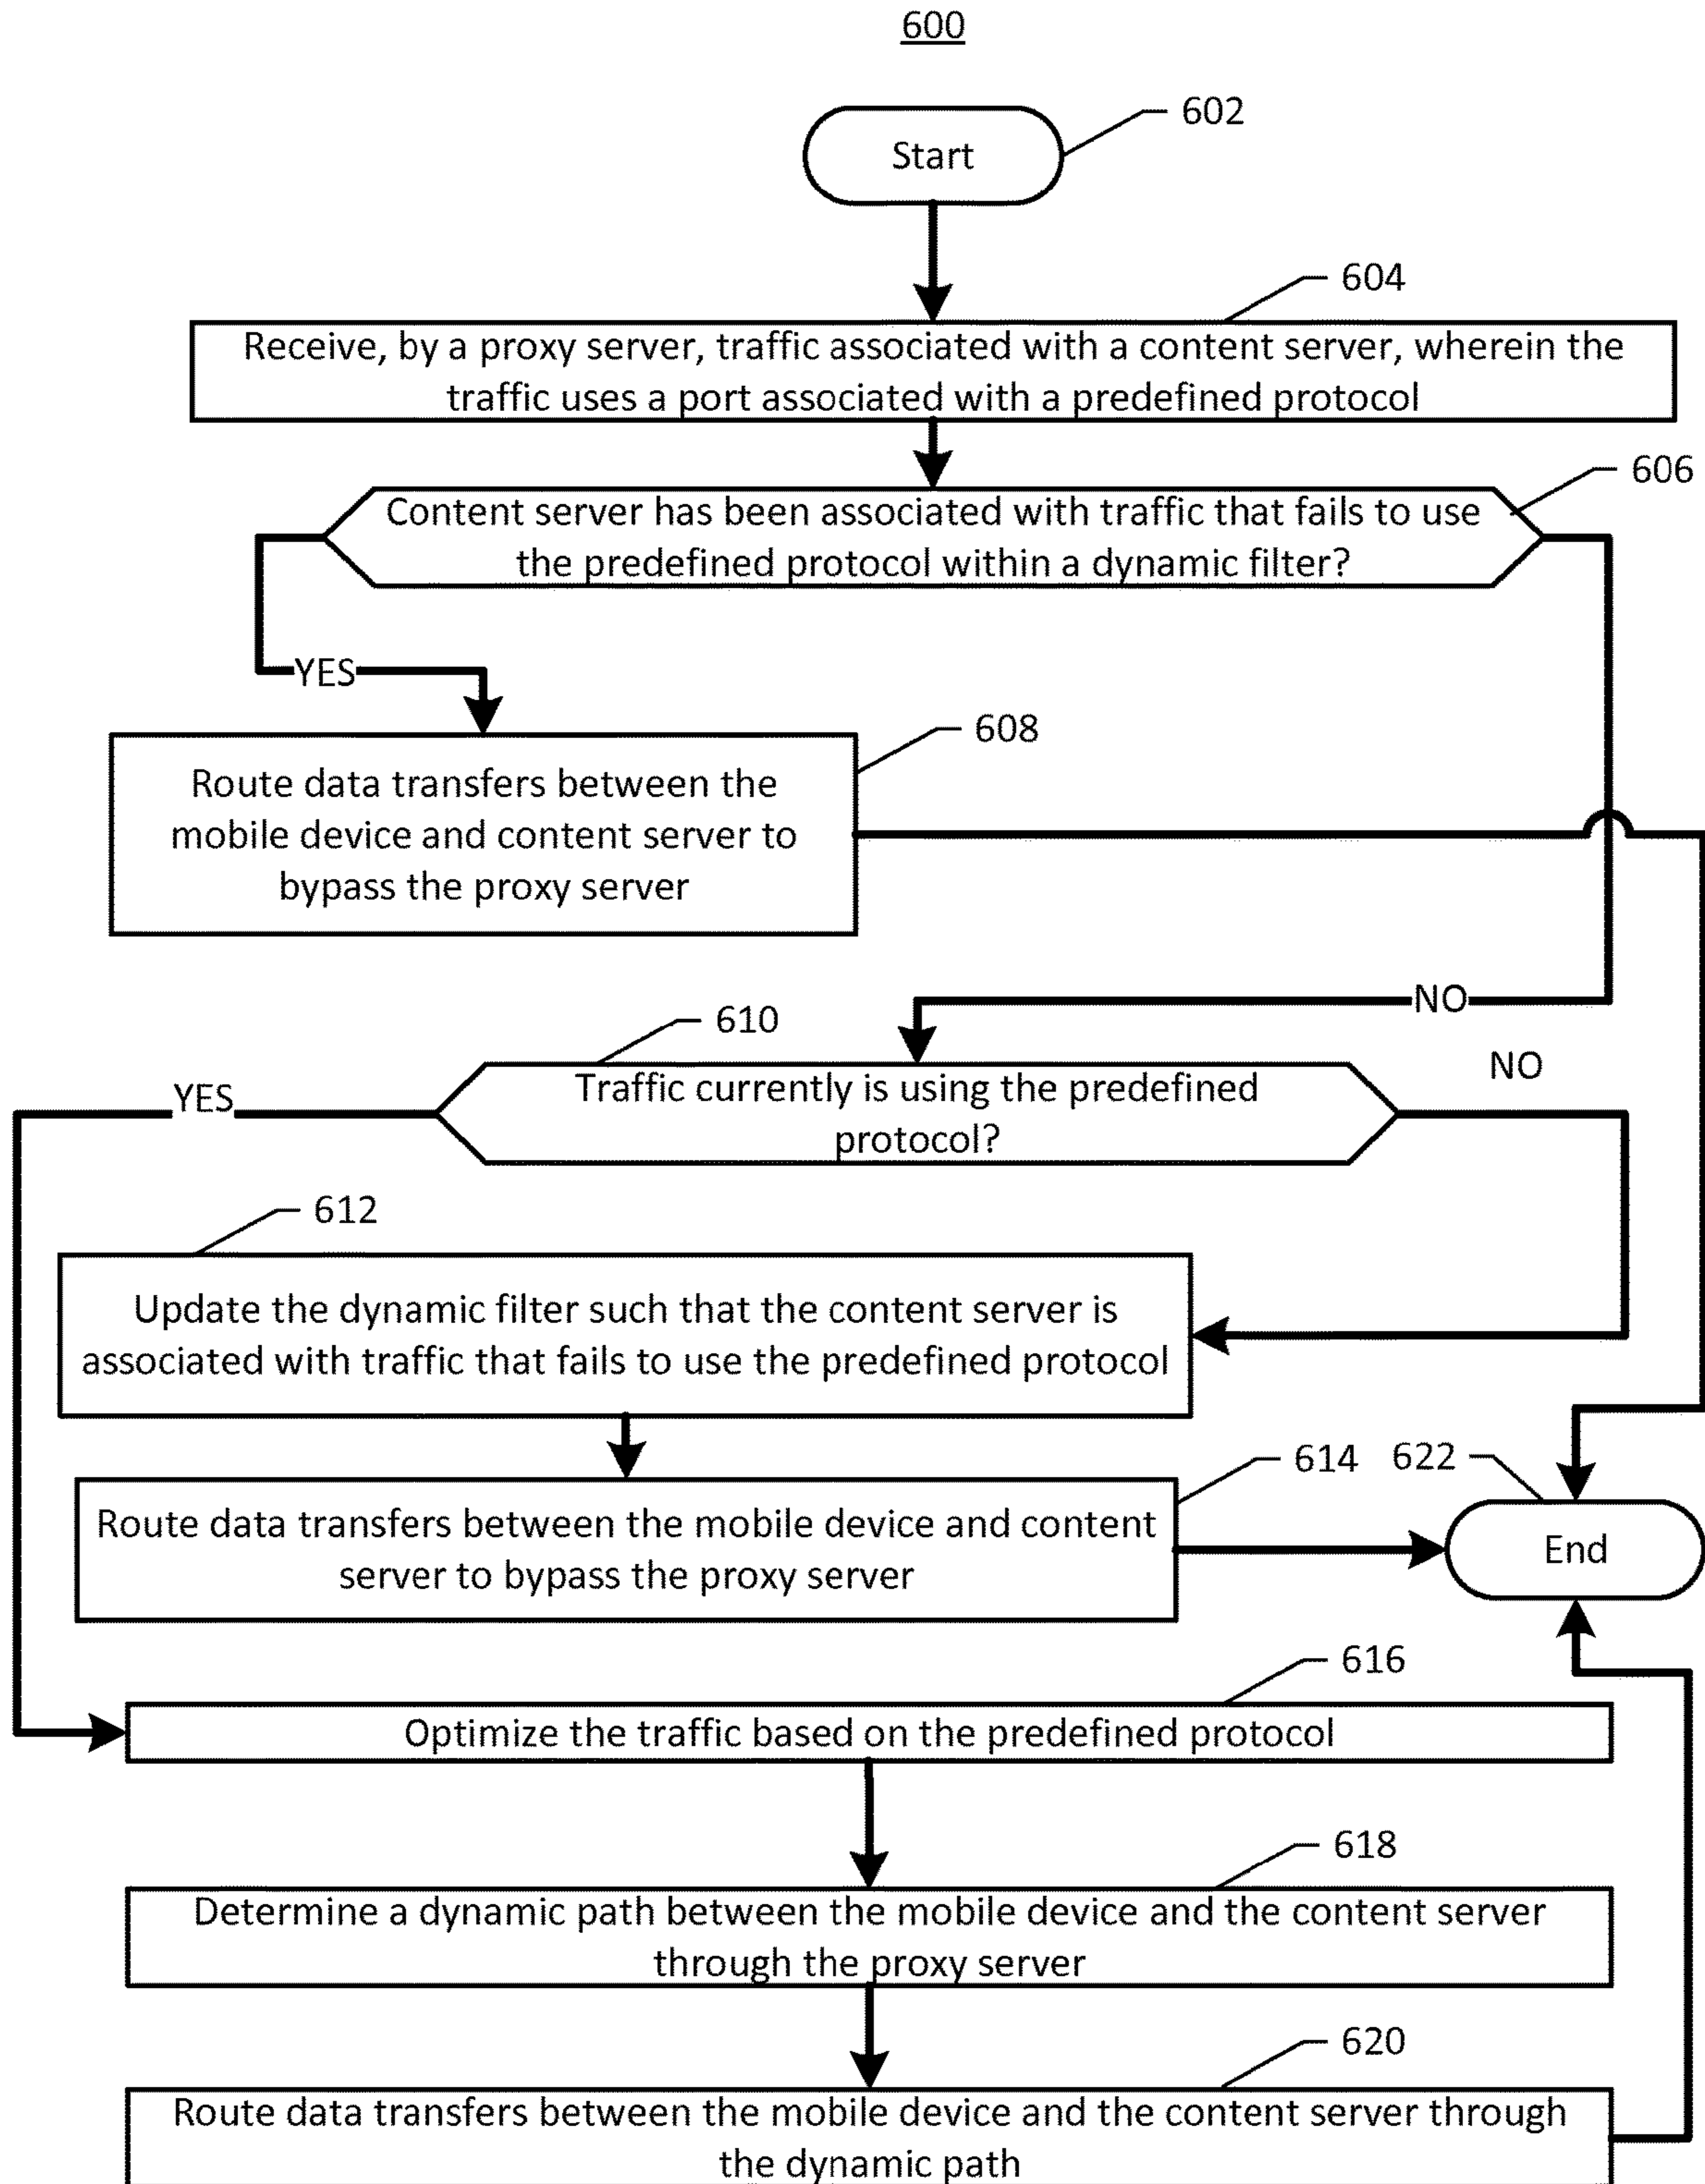 600
Start
602
604
Receive, by a proxy server, traffic associated with a content server, wherein the
traffic uses a port associated with a predefined protocol
606
Content server has been associated with traffic that fails to use
the predefined protocol within a dynamic filter?
YES
608
Route data transfers between the
mobile device and content server to
bypass the proxy server
NO
610
Traffic currently is using the predefined
protocol?
NO
YES
612
Update the dynamic filter such that the content server is
associated with traffic that fails to use the predefined protocol
614
622
Route data transfers between the mobile device and content
server to bypass the proxy server
End
616
Optimize the traffic based on the predefined protocol
618
Determine a dynamic path between the mobile device and the content server
through the proxy server
620
Route data transfers between the mobile device and the content server through
the dynamic path